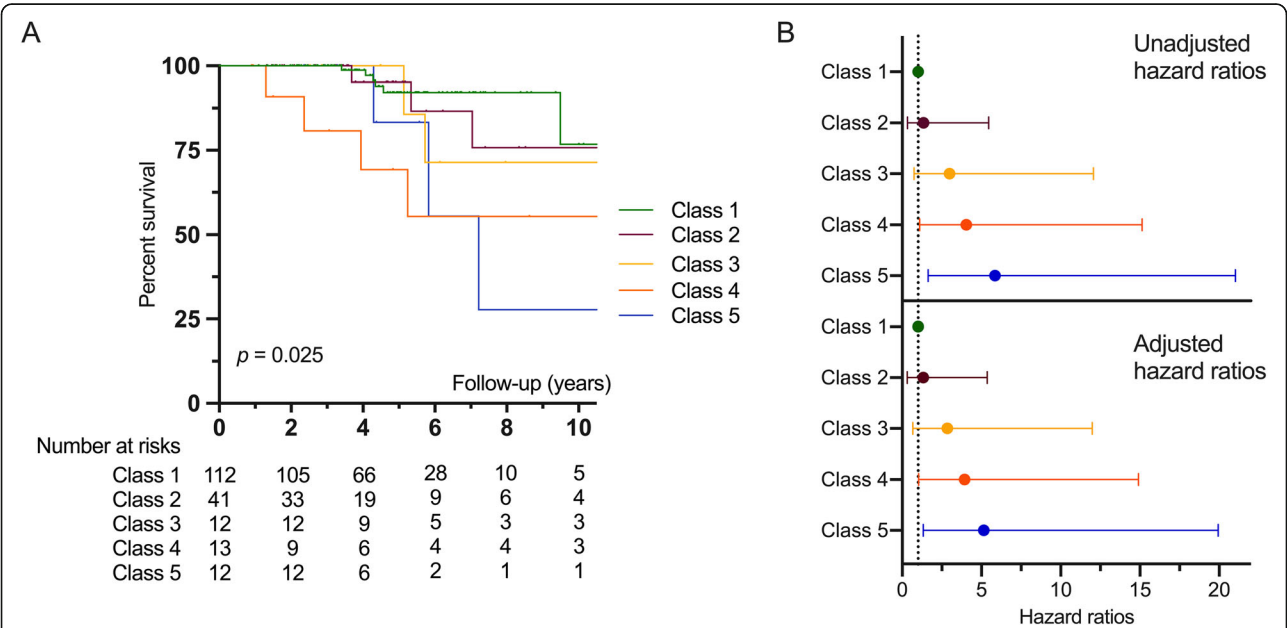 A
100
75
50
25
0
Percent survival
p = 0.025
Follow-up (years)
0 2 4 6 8 10
Class 1
Class 2
Class 3
Class 4
Class 5
Number at risks
Class 1 112 105 66 28 10 5
Class 2 41 33 19 9 6 4
Class 3 12 12 9 5 3 3
Class 4 13 9 6 4 4 3
Class 5 12 12 6 2 1 1
B
Unadjusted
hazard ratios
Class 1
Class 2
Class 3
Class 4
Class 5
Adjusted
hazard ratios
Class 1
Class 2
Class 3
Class 4
Class 5
0 5 10 15 20
Hazard ratios